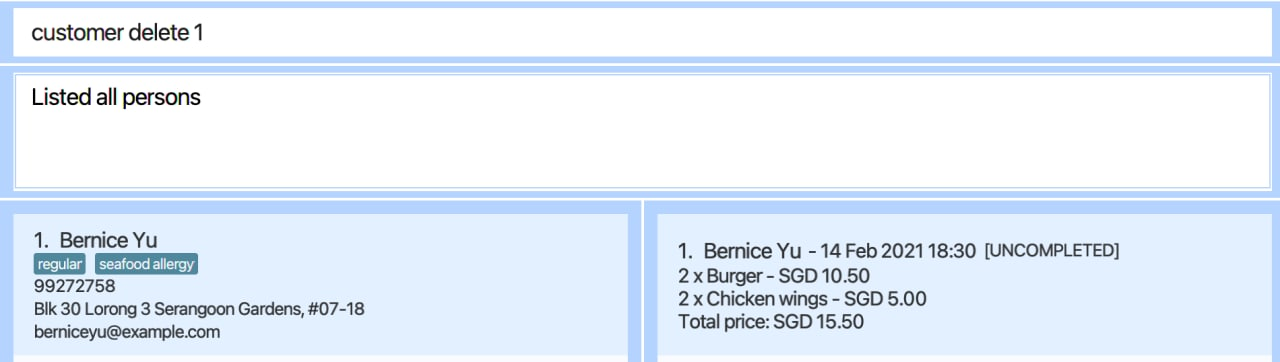 customer delete 1
Listed all persons
1. Bernice Yu
regular seafood allergy
99272758
Blk 30 Lorong 3 Serangoon Gardens, #07-18
berniceyu@example.com
1. Bernice Yu - 14 Feb 2021 18:30 [UNCOMPLETED]
2 x Burger - SGD 10.50
2 x Chicken wings - SGD 5.00
Total price: SGD 15.50